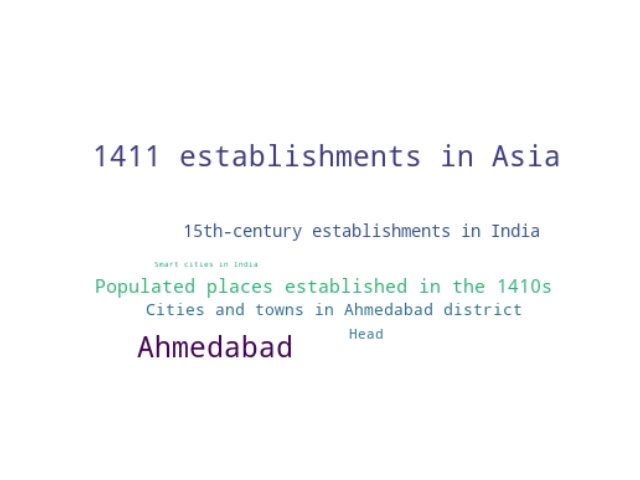 1411 establishments in Asia
15th-century establishments in India
Smart cities in India
Populated places established in the 1410s
Cities and towns in Ahmedabad district
Head
Ahmedabad